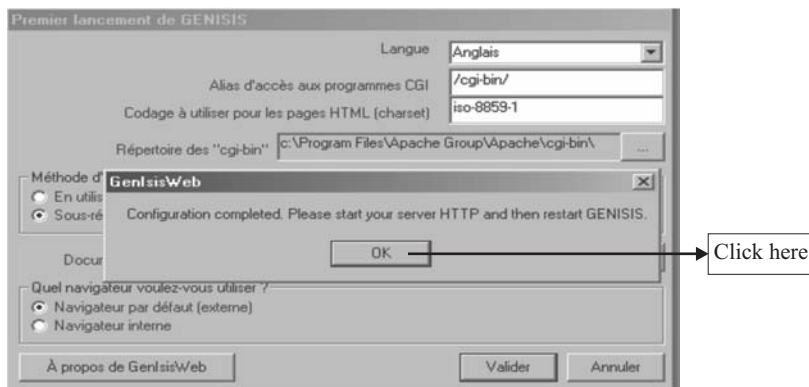 Premier lancement de GENISIS
Langue
Anglais
Alias d'accès aux programmes CGI
/cgi-bin/
Codage à utiliser pour les pages HTML (charset)
iso-8859-1
Répertoire des "cgi-bin"
c:\Program Files\Apache Group\Apache\cgi-bin\
...
Méthode d'
GenIsisWeb
En utilis
Sous-ré
Configuration completed. Please start your server HTTP and then restart GENISIS.
OK
Click here
Docum
Quel navigateur voulez-vous utiliser ?
Navigateur par défaut (externe)
Navigateur interne
À propos de GenIsisWeb
Valider
Annuler